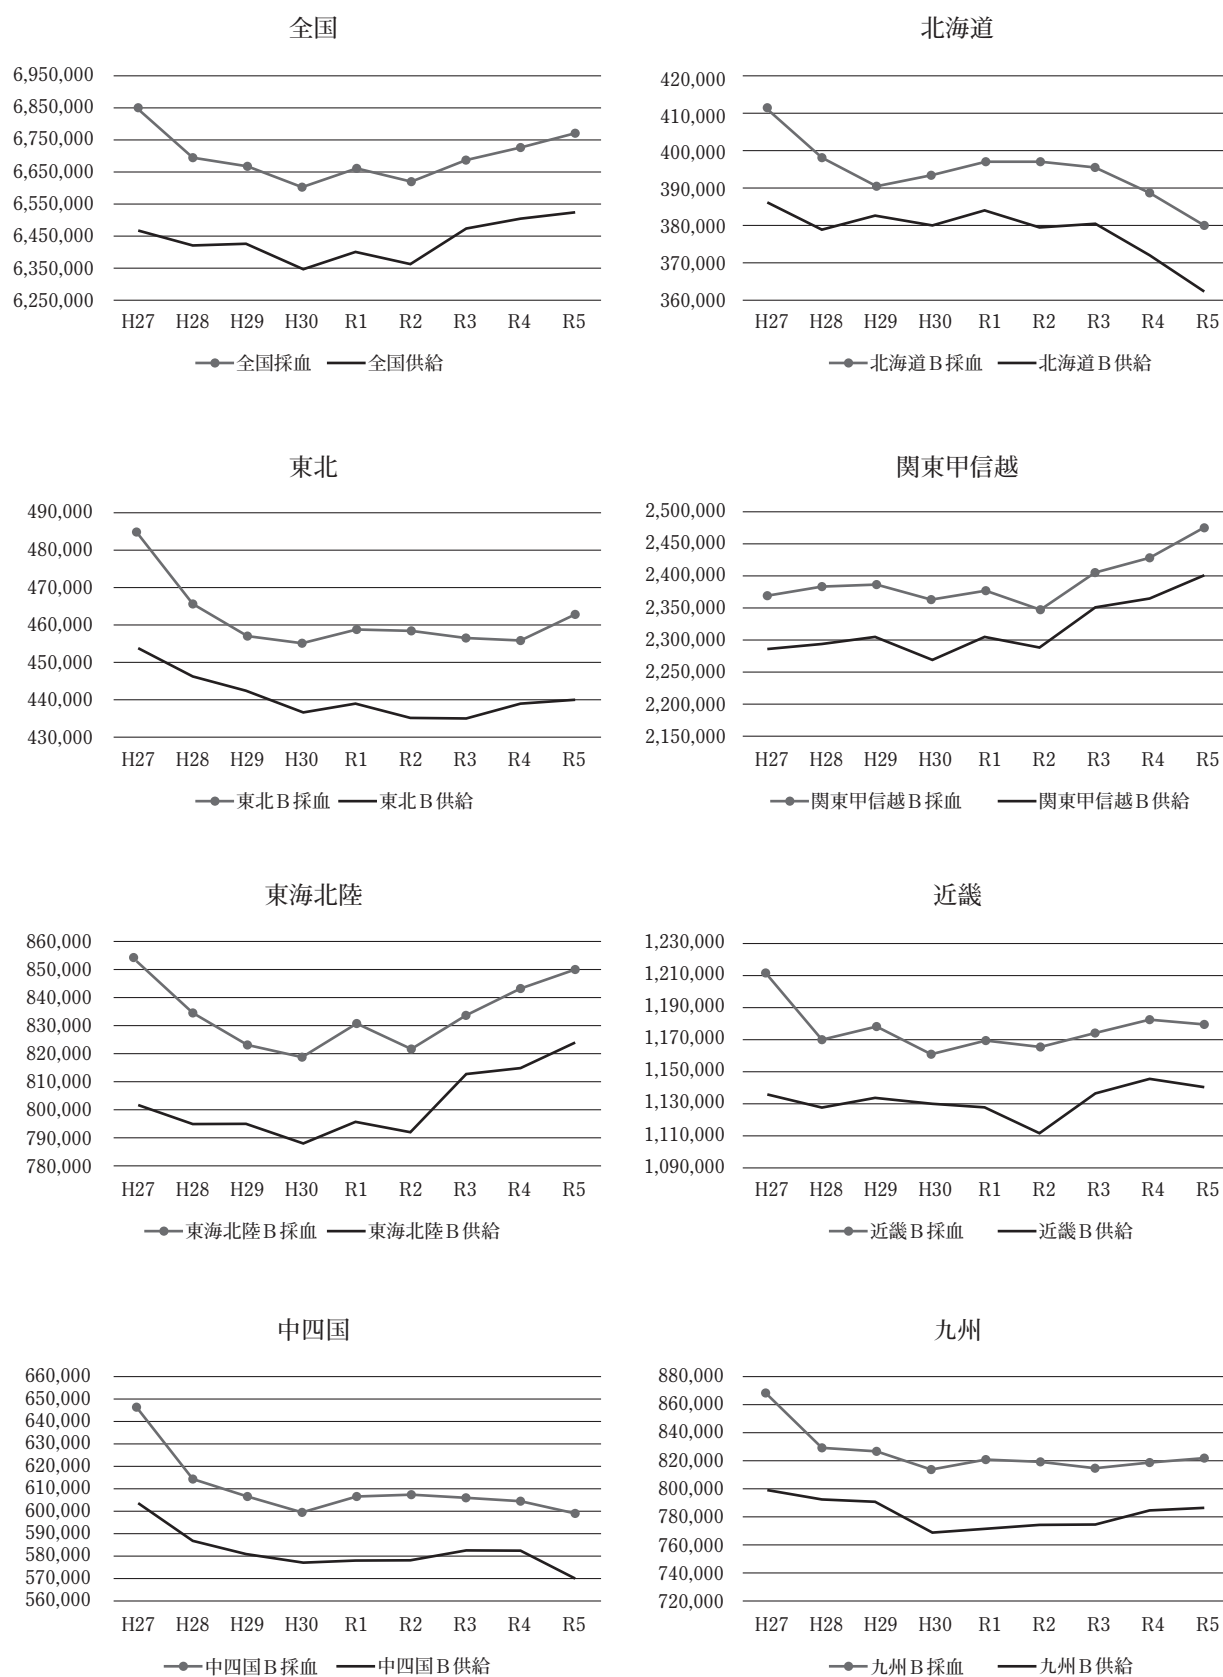 全国
6,950,000
6,850,000
6,750,000
6,650,000
6,550,000
6,450,000
6,350,000
6,250,000
H27 H28 H29 H30 R1 R2 R3 R4 R5
全国採血 全国供給
北海道
420,000
410,000
400,000
390,000
380,000
370,000
360,000
H27 H28 H29 H30 R1 R2 R3 R4 R5
北海道B採血 北海道B供給
東北
490,000
480,000
470,000
460,000
450,000
440,000
430,000
H27 H28 H29 H30 R1 R2 R3 R4 R5
東北B採血 東北B供給
関東甲信越
2,500,000
2,450,000
2,400,000
2,350,000
2,300,000
2,250,000
2,200,000
2,150,000
H27 H28 H29 H30 R1 R2 R3 R4 R5
関東甲信越B採血 関東甲信越B供給
東海北陸
860,000
850,000
840,000
830,000
820,000
810,000
800,000
790,000
780,000
H27 H28 H29 H30 R1 R2 R3 R4 R5
東海北陸B採血 東海北陸B供給
近畿
1,230,000
1,210,000
1,190,000
1,170,000
1,150,000
1,130,000
1,110,000
1,090,000
H27 H28 H29 H30 R1 R2 R3 R4 R5
近畿B採血 近畿B供給
中四国
660,000
650,000
640,000
630,000
620,000
610,000
600,000
590,000
580,000
570,000
560,000
H27 H28 H29 H30 R1 R2 R3 R4 R5
中四国B採血 中四国B供給
九州
880,000
860,000
840,000
820,000
800,000
780,000
760,000
740,000
720,000
H27 H28 H29 H30 R1 R2 R3 R4 R5
九州B採血 九州B供給